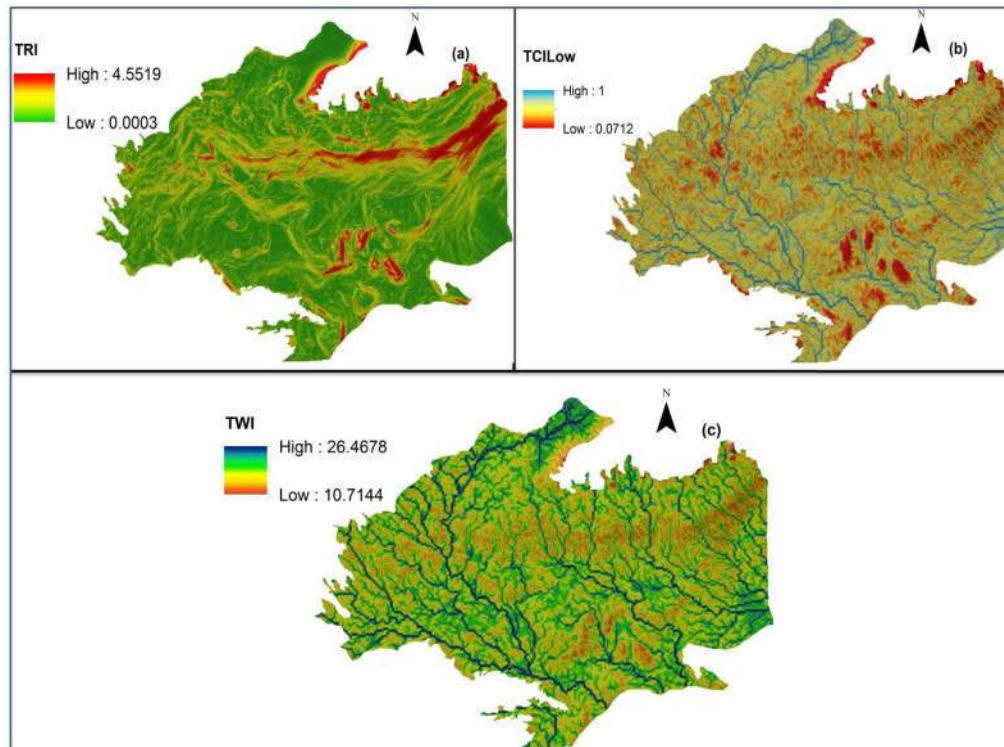 N
TRI
(a)
High : 4.5519
Low : 0.0003
N
TCILow
(b)
High : 1
Low : 0.0712
N
TWI
(c)
High : 26.4678
Low : 10.7144